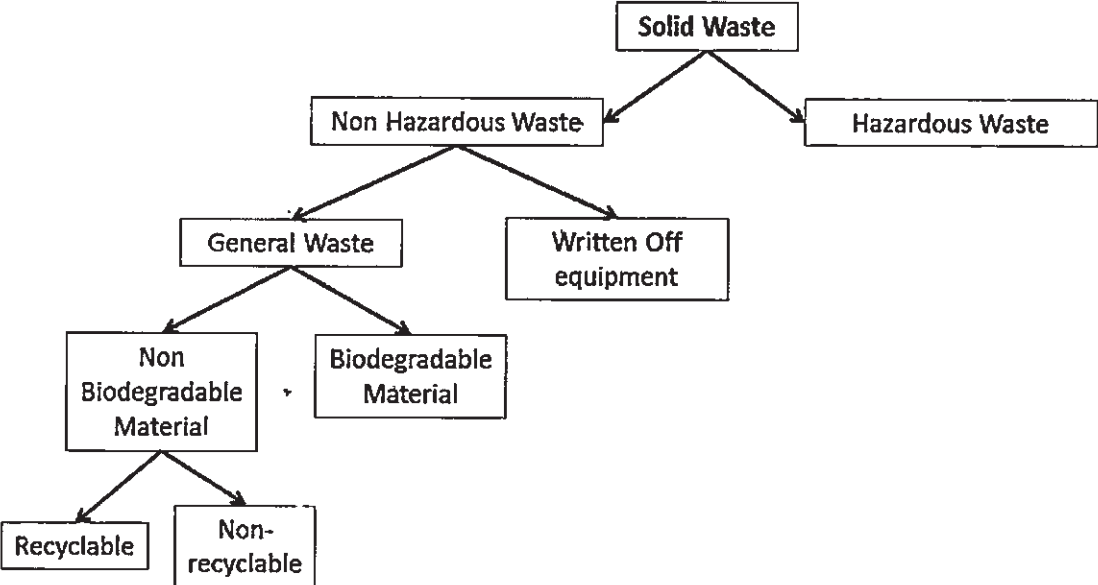 Solid Waste
Non Hazardous Waste
Hazardous Waste
General Waste
Written Off
equipment
Non
Biodegradable
Material
Biodegradable
Material
Recyclable
Non-
recyclable